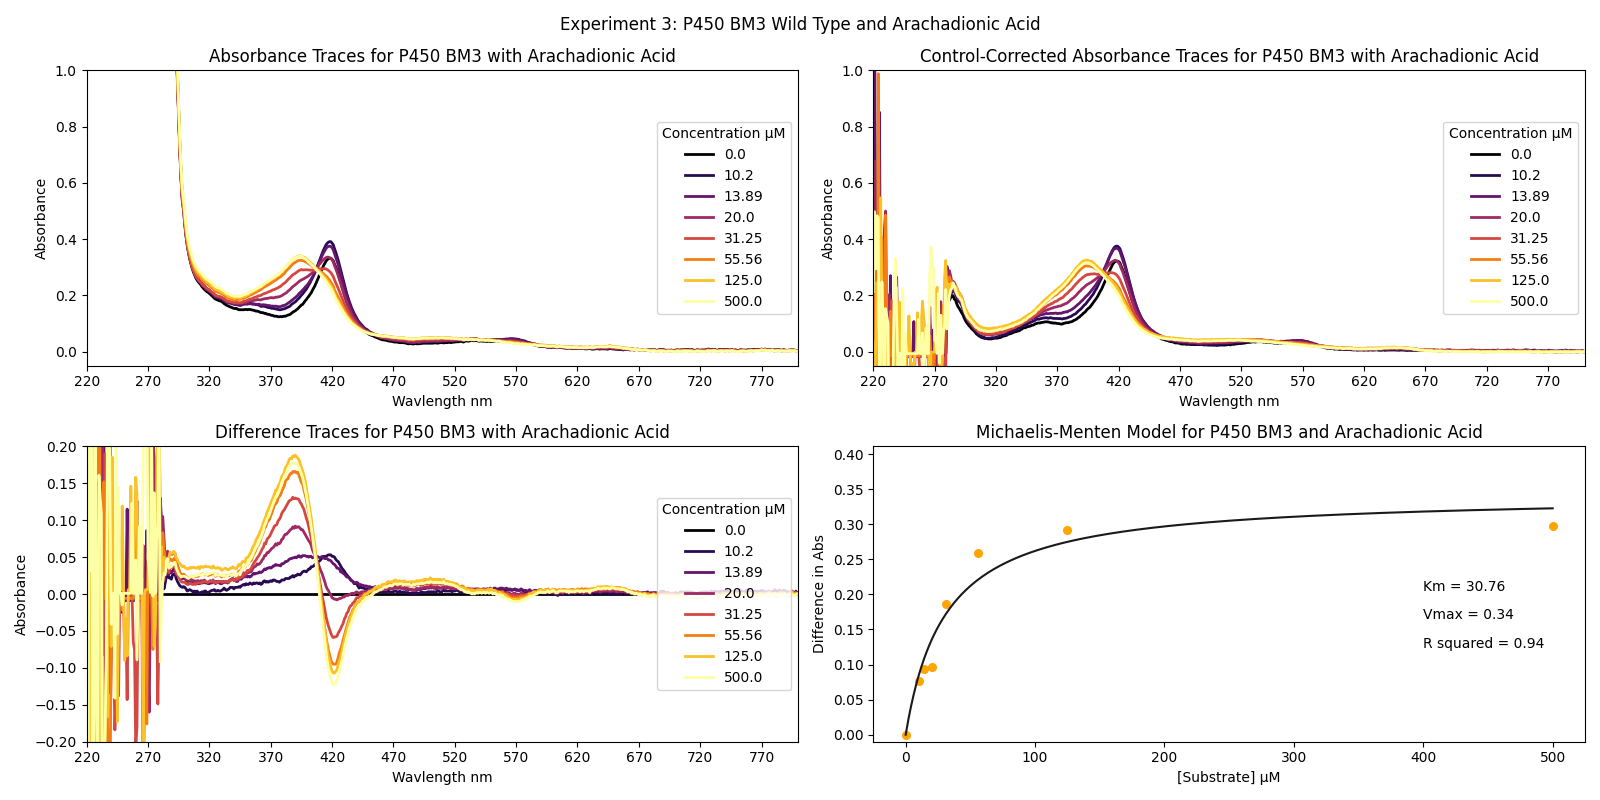 Experiment 3: P450 BM3 Wild Type and Arachadionic Acid
Absorbance Traces for P450 BM3 with Arachadionic Acid
1.0
0.8
0.6
0.4
0.2
0.0
Absorbance
220 270 320 370 420 470 520 570 620 670 720 770
Wavlength nm
Concentration μM
0.0
10.2
13.89
20.0
31.25
55.56
125.0
500.0
Control-Corrected Absorbance Traces for P450 BM3 with Arachadionic Acid
1.0
0.8
0.6
0.4
0.2
0.0
Absorbance
220 270 320 370 420 470 520 570 620 670 720 770
Wavlength nm
Concentration μM
0.0
10.2
13.89
20.0
31.25
55.56
125.0
500.0
Difference Traces for P450 BM3 with Arachadionic Acid
0.20
0.15
0.10
0.05
0.00
−0.05
−0.10
−0.15
−0.20
Absorbance
220 270 320 370 420 470 520 570 620 670 720 770
Wavlength nm
Concentration μM
0.0
10.2
13.89
20.0
31.25
55.56
125.0
500.0
Michaelis-Menten Model for P450 BM3 and Arachadionic Acid
0.40
0.35
0.30
0.25
0.20
0.15
0.10
0.05
0.00
Difference in Abs
Km = 30.76
Vmax = 0.34
R squared = 0.94
0 100 200 300 400 500
[Substrate] μM